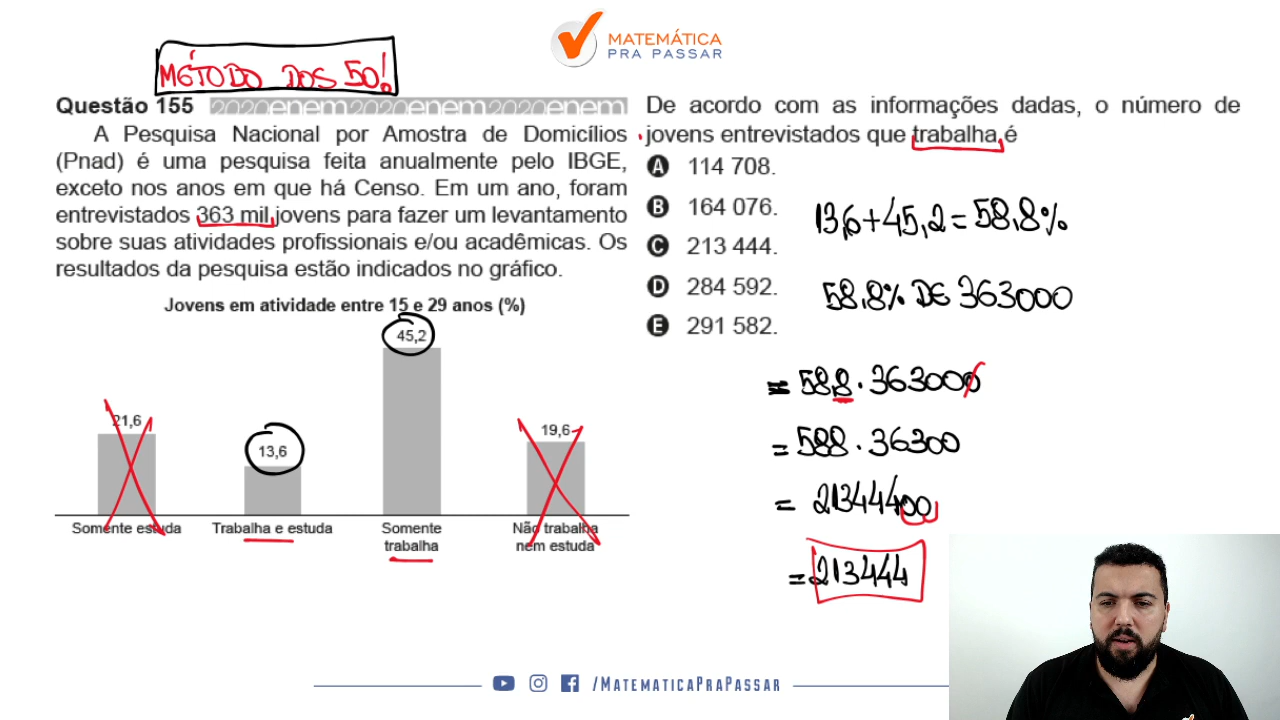 MATEMÁTICA
PRA PASSAR
MÉTODO DOS 50!
Questão 155 2020enem2020enem2020enem
A Pesquisa Nacional por Amostra de Domicílios
(Pnad) é uma pesquisa feita anualmente pelo IBGE,
exceto nos anos em que há Censo. Em um ano, foram
entrevistados 363 mil jovens para fazer um levantamento
sobre suas atividades profissionais e/ou acadêmicas. Os
resultados da pesquisa estão indicados no gráfico.
Jovens em atividade entre 15 e 29 anos (%)
45,2
21,6
13,6
19,6
Somente estuda
Trabalha e estuda
Somente
trabalha
Não trabalha
nem estuda
De acordo com as informações dadas, o número de
jovens entrevistados que trabalha é
A 114 708.
B 164 076.
C 213 444.
D 284 592.
E 291 582.
13,6+45,2=58,8%
58,8% DE 363000
= 58,8 · 363000
= 588 · 36300
= 21344400
= 213444
/MATEMATICAPRAPASSAR